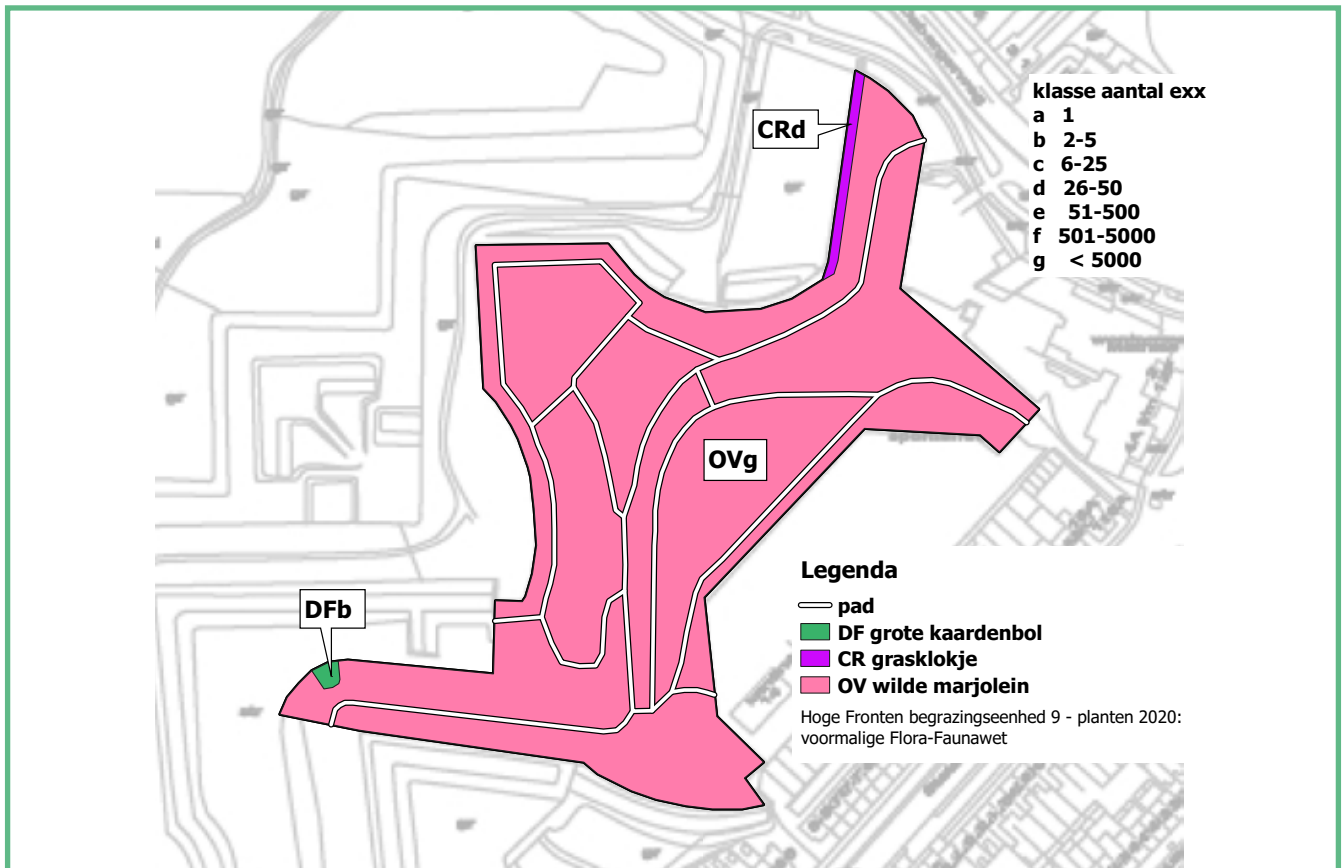 klasse aantal exx
a 1
b 2-5
c 6-25
d 26-50
e 51-500
f 501-5000
g < 5000
CRd
OVg
DFb
Legenda
pad
DF grote kaardenbol
CR grasklokje
OV wilde marjolein
Hoge Fronten begrazingseenhed 9 - planten 2020:
voormalige Flora-Faunawet